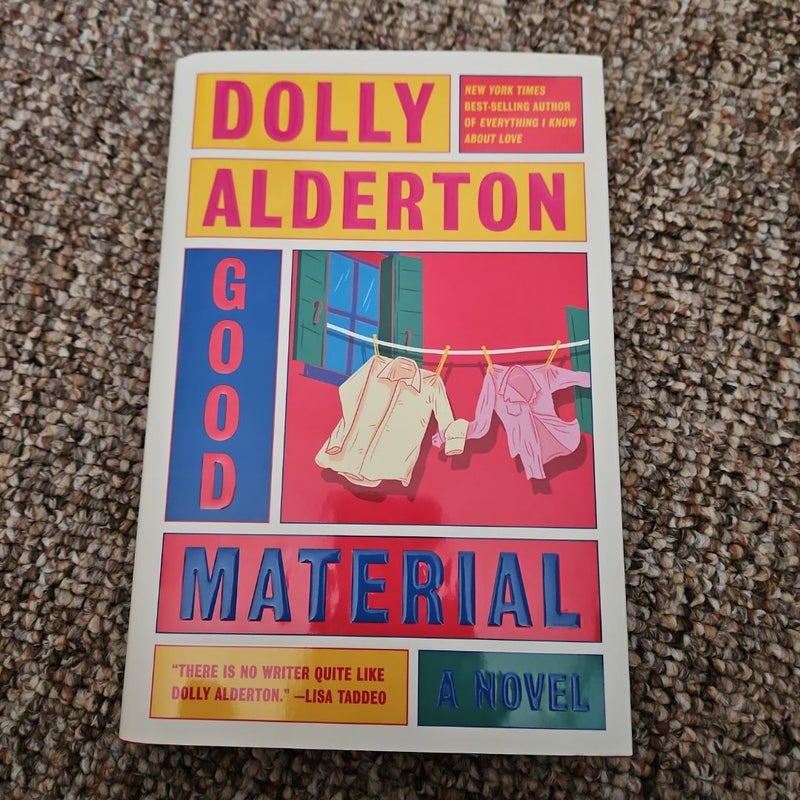 DOLLY
NEW YORK TIMES
BEST-SELLING AUTHOR
OF EVERYTHING I KNOW
ABOUT LOVE
ALDERTON
GOOD
MATERIAL
"THERE IS NO WRITER QUITE LIKE
DOLLY ALDERTON." —LISA TADDEO
A NOVEL